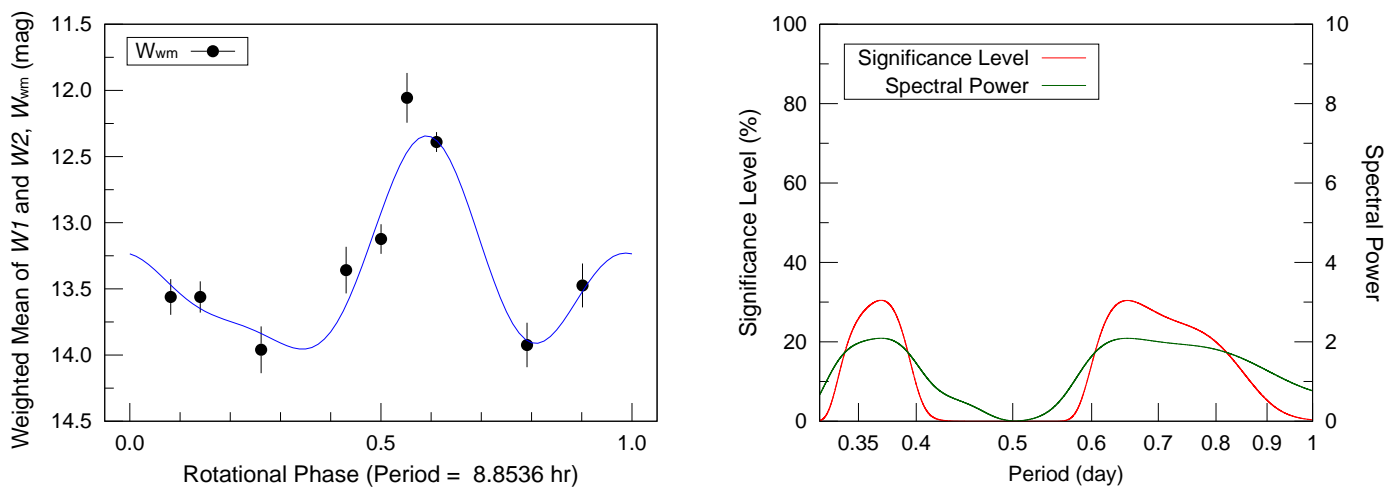 Weighted Mean of W1 and W2, Wwm (mag)
11.5
12.0
12.5
13.0
13.5
14.0
14.5
Wwm
0.0 0.5 1.0
Rotational Phase (Period = 8.8536 hr)
Significance Level (%)
100
80
60
40
20
0
Significance Level
Spectral Power
10
8
6
4
2
0
Spectral Power
0.35 0.4 0.5 0.6 0.7 0.8 0.9 1
Period (day)